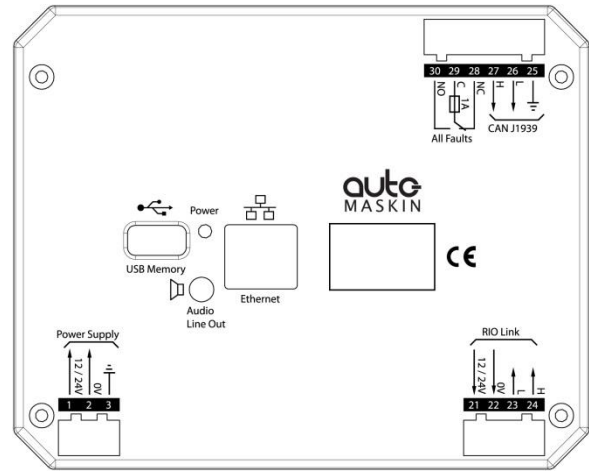 30 29 28 27 26 25
NO
C
1A
NC
H
L
All Faults
CAN J1939
auto
MASKIN
Power
USB Memory
Ethernet
CE
Audio
Line Out
Power Supply
12 / 24V
0V
1 2 3
RIO Link
12 / 24V
0V
L
H
21 22 23 24